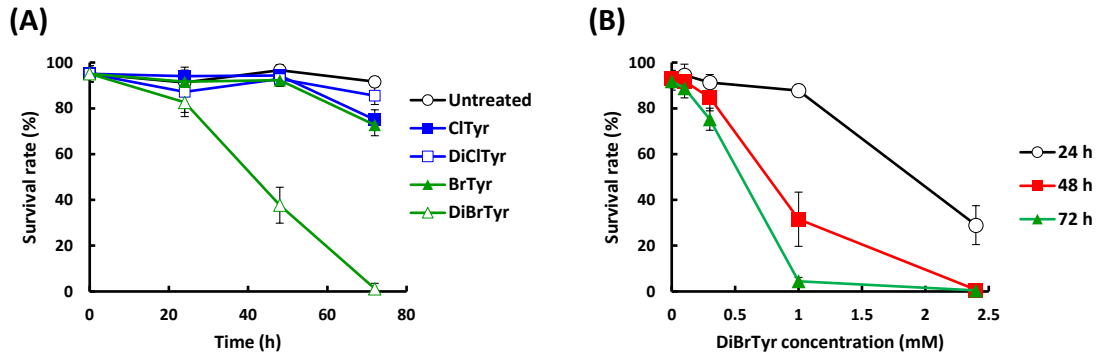 (A)
100
80
60
40
20
0
Survival rate (%)
0 20 40 60 80
Time (h)
Untreated
ClTyr
DiClTyr
BrTyr
DiBrTyr
(B)
100
80
60
40
20
0
Survival rate (%)
0 0.5 1 1.5 2 2.5
DiBrTyr concentration (mM)
24 h
48 h
72 h